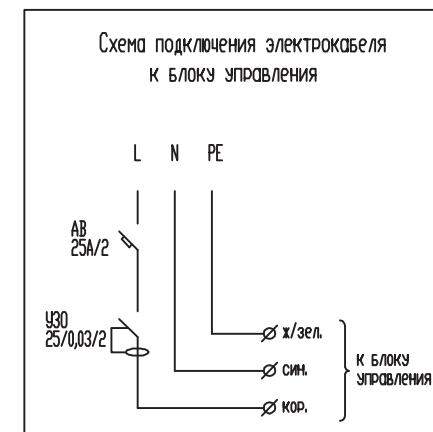 Схема подключения электрокабеля
к блоку управления
L N PE
АВ
25А/2
УЗО
25/0,03/2
ж/зел.
син.
кор.
к блоку
управления